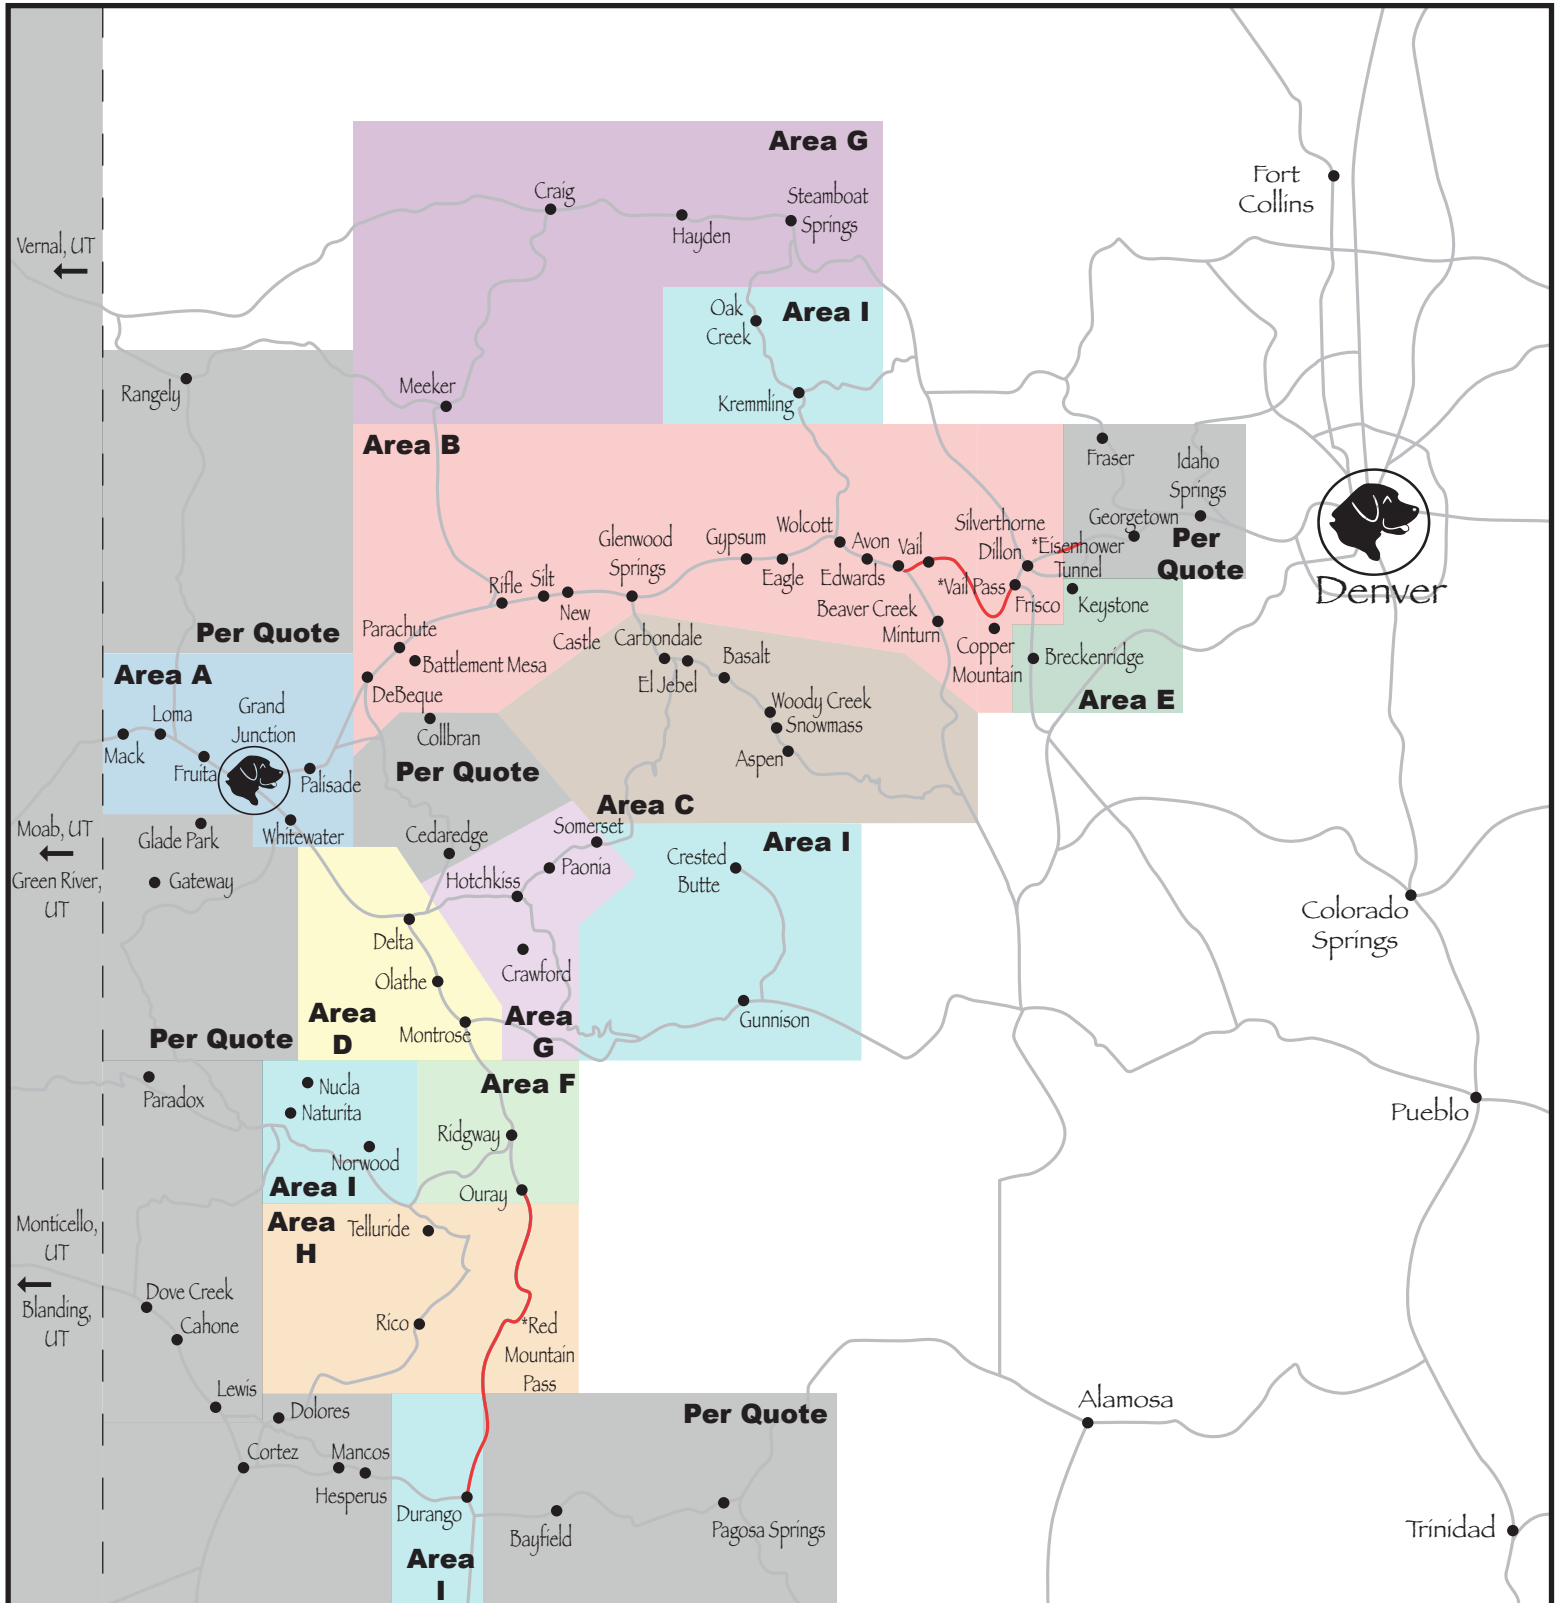 Area G
Craig
Steamboat
Springs
Hayden
Fort
Collins
Vernal, UT
Oak
Creek
Area I
Rangely
Meeker
Kremmling
Area B
Fraser
Idaho
Springs
Georgetown
Per
Quote
Denver
Glenwood
Springs
Gypsum
Eagle
Wolcott
Avon
Vail
Edwards
Beaver Creek
Minturn
*Vail Pass
Silverthorne
Dillon
*Eisenhower
Tunnel
Frisco
Keystone
Copper
Mountain
Breckenridge
Area E
Rifle
Silt
New
Castle
Per Quote
Parachute
Battlement Mesa
DeBeque
Carbondale
El Jebel
Basalt
Woody Creek
Snowmass
Aspen
Area C
Area A
Grand
Junction
Loma
Mack
Fruita
Palisade
Whitewater
Collbran
Per Quote
Cedaredge
Moab, UT
Green River,
UT
Glade Park
Gateway
Somerset
Paonia
Hotchkiss
Crawford
Area
G
Crested
Butte
Area I
Gunnison
Delta
Olathe
Montrose
Area
D
Per Quote
Colorado
Springs
Paradox
Nucla
Naturita
Norwood
Area I
Area F
Ridgway
Ouray
Pueblo
Monticello,
UT
Blanding,
UT
Area
H
Telluride
Rico
*Red
Mountain
Pass
Dove Creek
Cahone
Lewis
Dolores
Cortez
Mancos
Hesperus
Durango
Area
I
Per Quote
Bayfield
Pagosa Springs
Alamosa
Trinidad